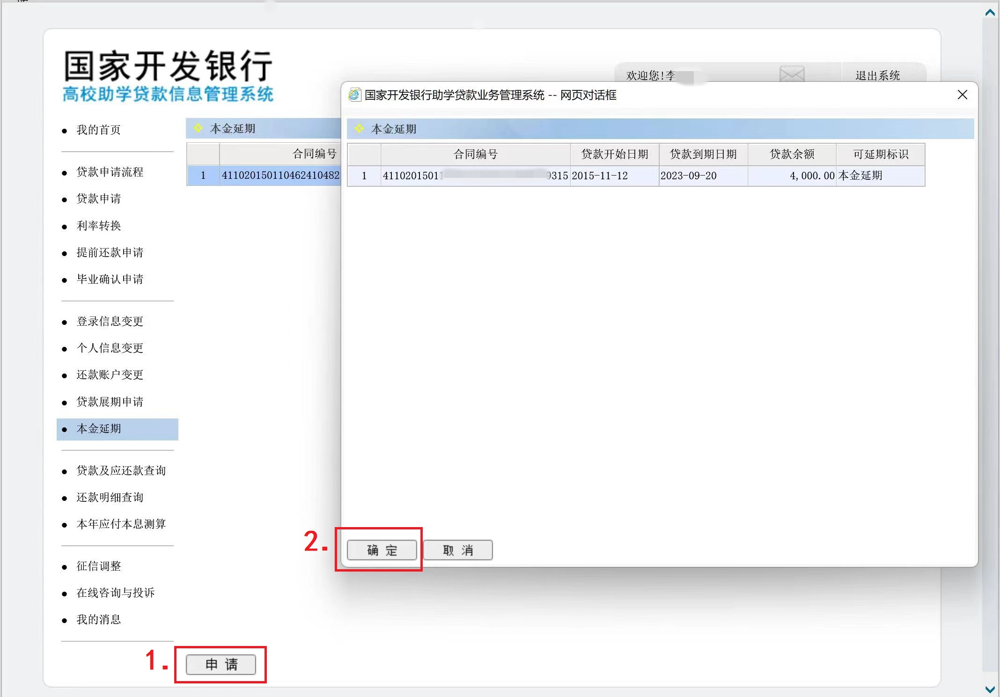 国家开发银行
高校助学贷款信息管理系统
欢迎您!李
退出系统
我的首页
贷款申请流程
贷款申请
利率转换
提前还款申请
毕业确认申请
登录信息变更
个人信息变更
还款账户变更
贷款展期申请
本金延期
贷款及应还款查询
还款明细查询
本年应付本息测算
征信调整
在线咨询与投诉
我的消息
本金延期
合同编号
1 411020150110462410482
1.
申 请
国家开发银行助学贷款业务管理系统 -- 网页对话框
本金延期
合同编号 贷款开始日期 贷款到期日期 贷款余额 可延期标识
1 41102015011 9315 2015-11-12 2023-09-20 4,000.00 本金延期
2.
确 定 取 消